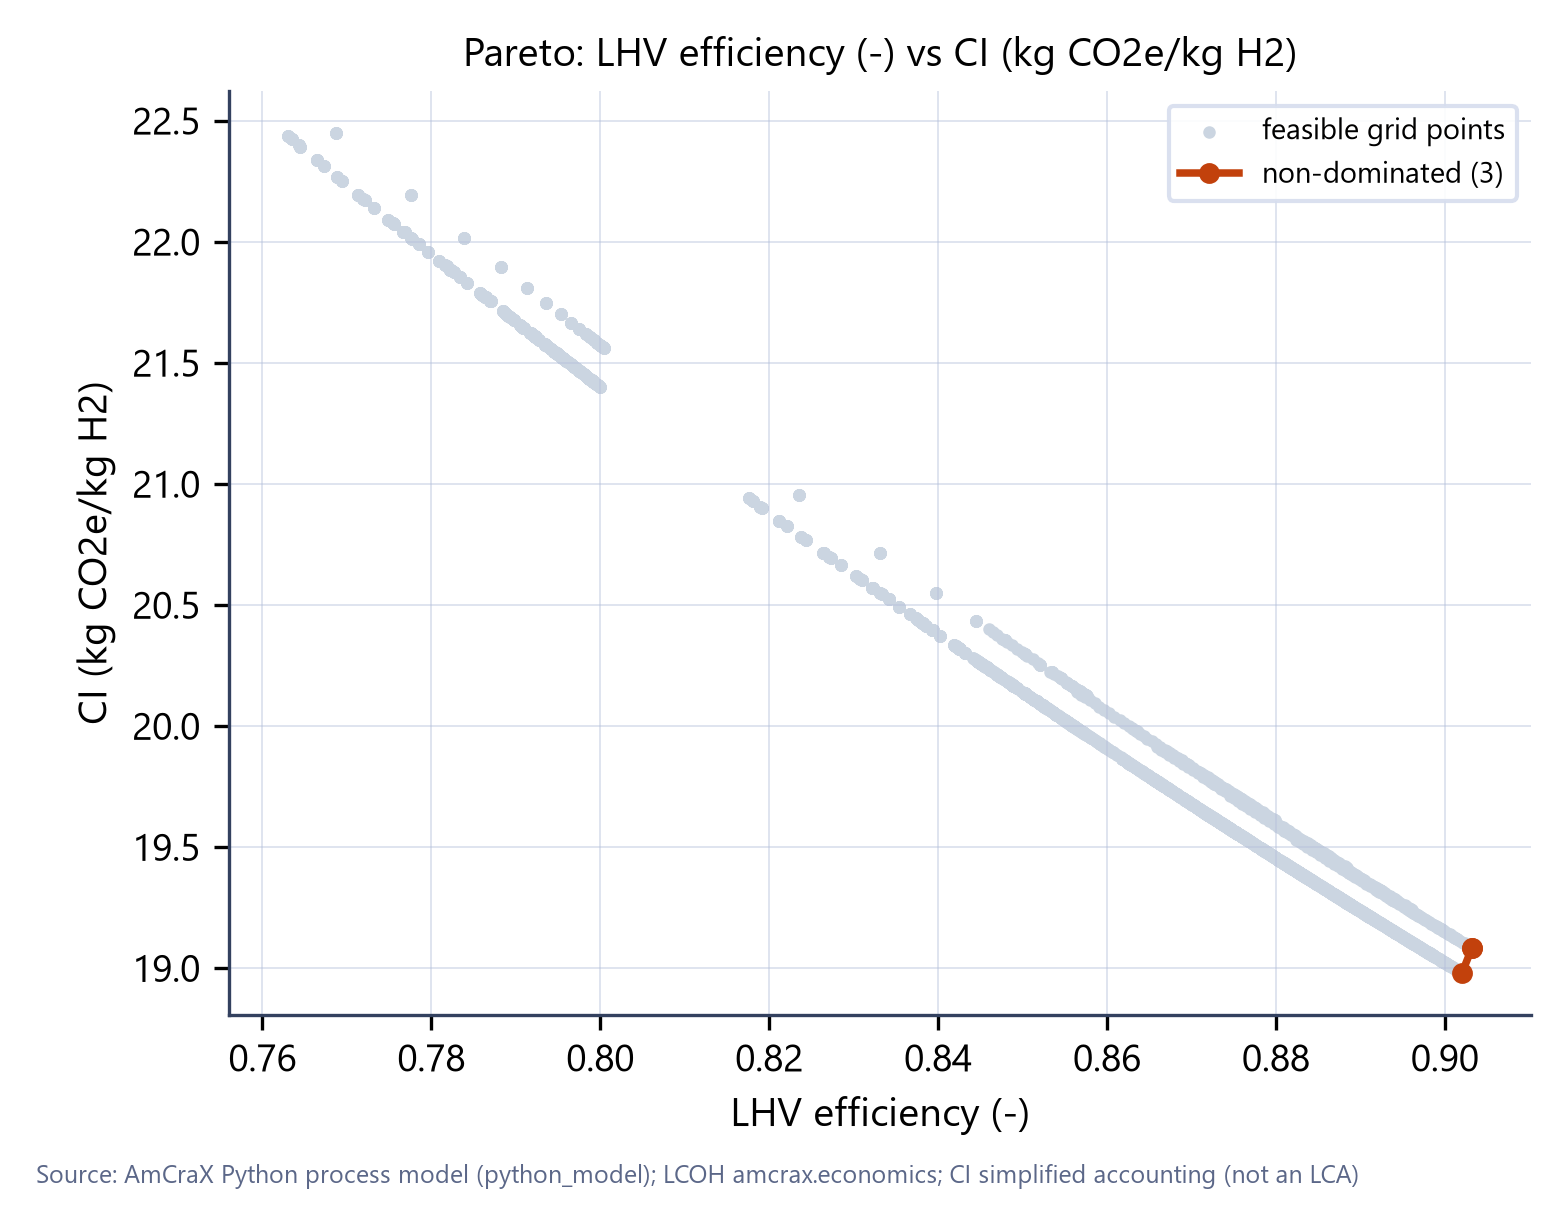 Pareto: LHV efficiency (-) vs CI (kg CO2e/kg H2)
feasible grid points
non-dominated (3)
22.5
22.0
21.5
21.0
20.5
20.0
19.5
19.0
CI (kg CO2e/kg H2)
0.76 0.78 0.80 0.82 0.84 0.86 0.88 0.90
LHV efficiency (-)
Source: AmCraX Python process model (python_model); LCOH amcrax.economics; CI simplified accounting (not an LCA)